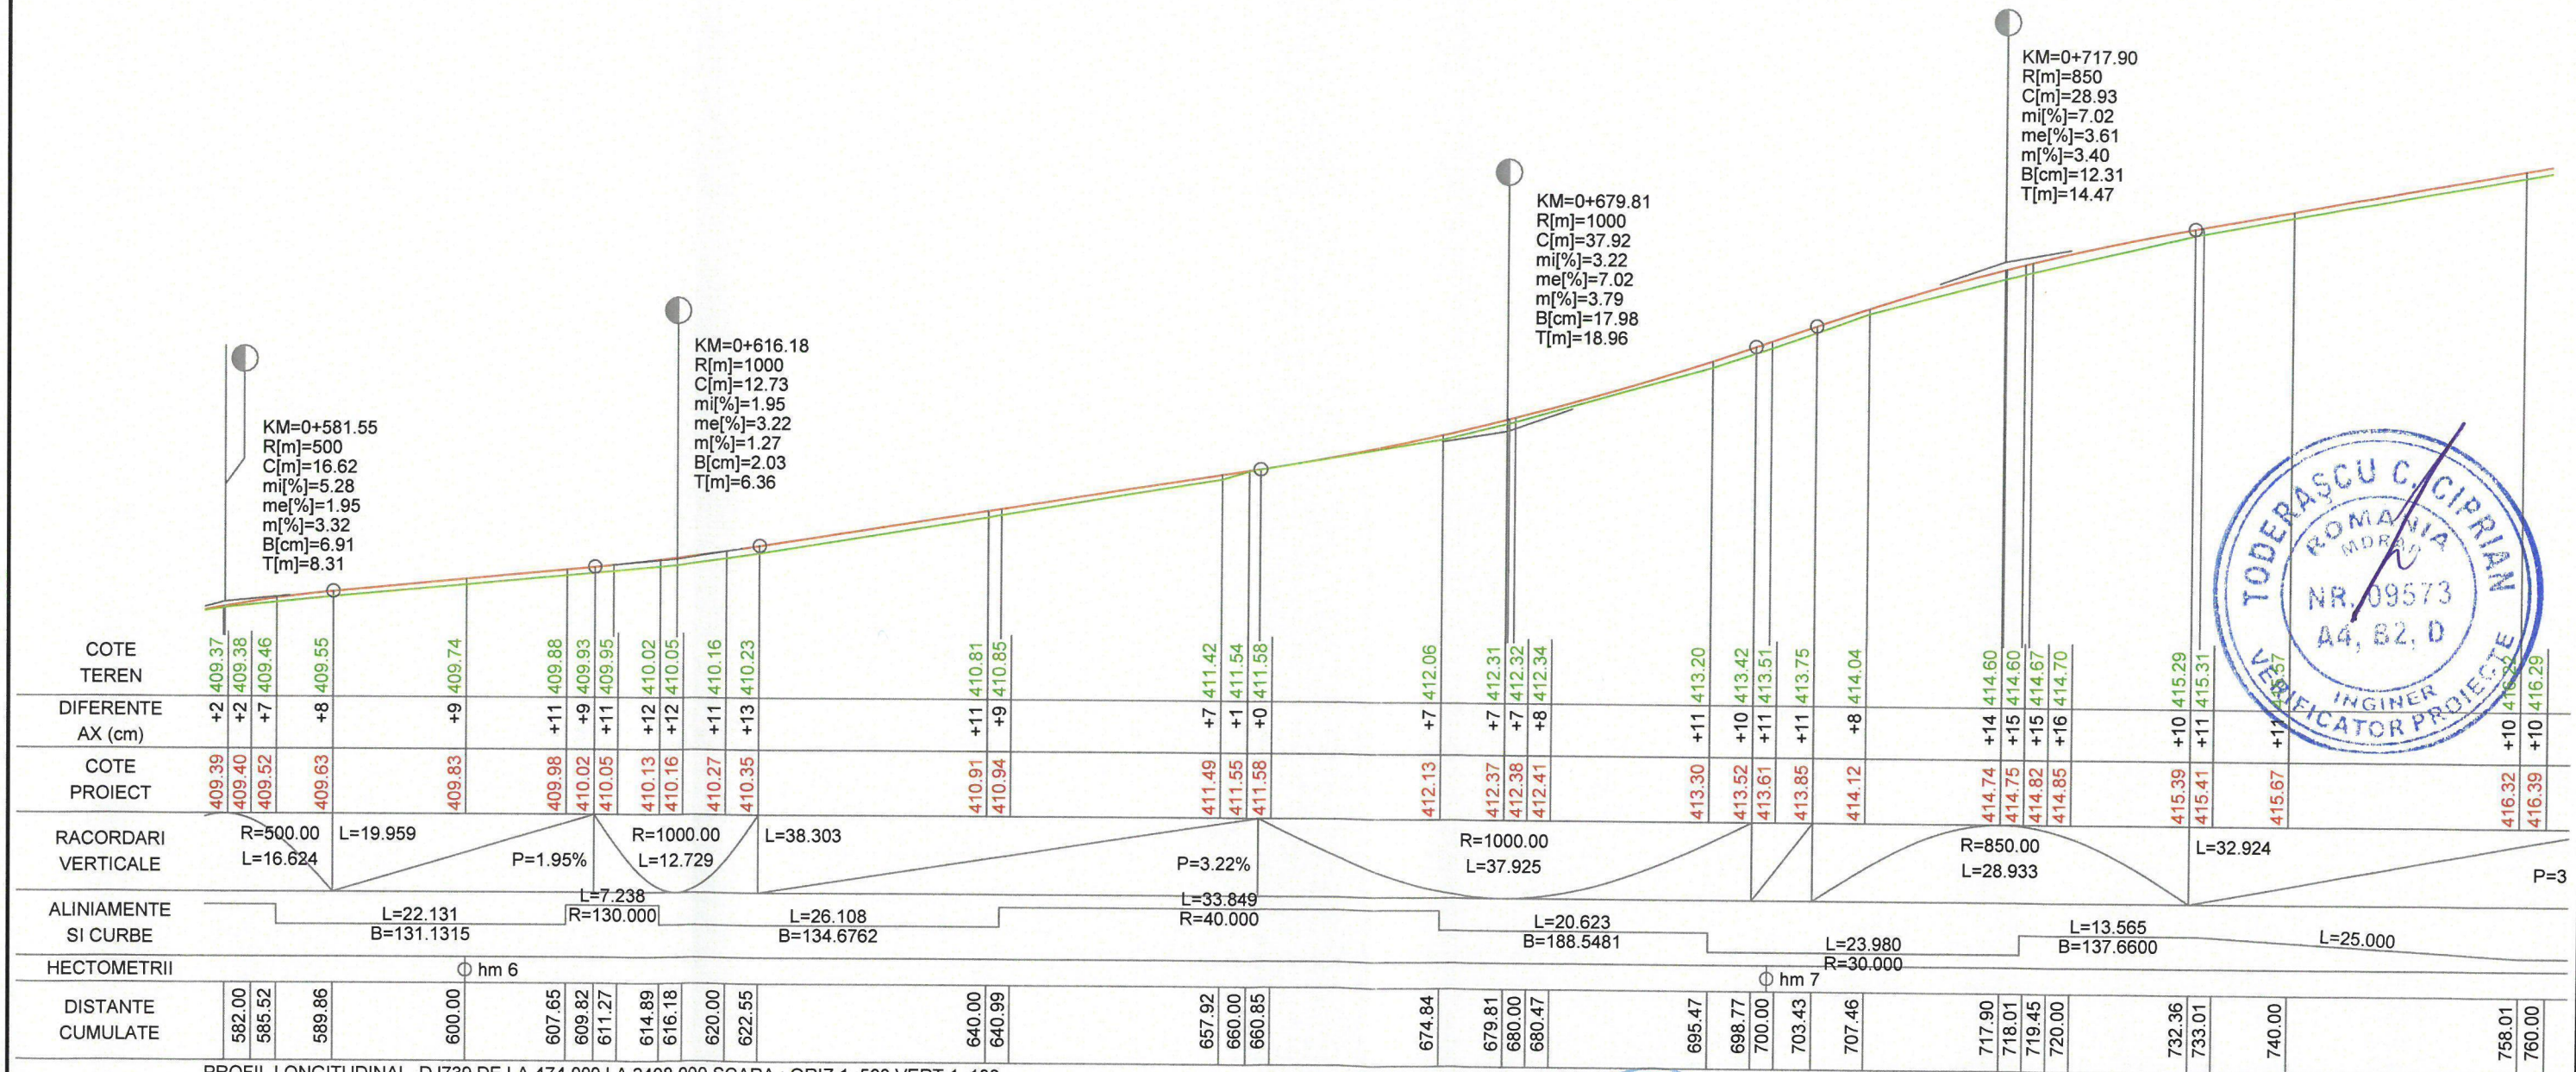 KM=0+717.90
R[m]=850
C[m]=28.93
mi[%]=7.02
me[%]=3.61
m[%]=3.40
B[cm]=12.31
T[m]=14.47
KM=0+679.81
R[m]=1000
C[m]=37.92
mi[%]=3.22
me[%]=7.02
m[%]=3.79
B[cm]=17.98
T[m]=18.96
KM=0+616.18
R[m]=1000
C[m]=12.73
mi[%]=1.95
me[%]=3.22
m[%]=1.27
B[cm]=2.03
T[m]=6.36
KM=0+581.55
R[m]=500
C[m]=16.62
mi[%]=5.28
me[%]=1.95
m[%]=3.32
B[cm]=6.91
T[m]=8.31
TODERAŞCU C. CIPRIAN
ROMANIA
MDRAP
NR. 09573
A4, B2, D
INGINER
VERIFICATOR PROIECTE
COTE
TEREN
409.37 409.38 409.46 409.55 409.74 409.88 409.93 409.95 410.02 410.05 410.16 410.23 410.81 410.85 411.42 411.54 411.58 412.06 412.31 412.32 412.34 413.20 413.42 413.51 413.75 414.04 414.60 414.60 414.67 414.70 415.29 415.31 416.29
DIFERENTE
AX (cm)
+2 +2 +7 +8 +9 +11 +9 +11 +12 +12 +11 +13 +11 +9 +7 +1 +0 +7 +7 +7 +8 +11 +10 +11 +11 +8 +14 +15 +15 +16 +10 +11 +11 +10 +10
COTE
PROIECT
409.39 409.40 409.52 409.63 409.83 409.98 410.02 410.05 410.13 410.16 410.27 410.35 410.91 410.94 411.49 411.55 411.58 412.13 412.37 412.38 412.41 413.30 413.52 413.61 413.85 414.12 414.74 414.75 414.82 414.85 415.39 415.41 415.67 416.32 416.39
RACORDARI
VERTICALE
R=500.00 L=19.959 R=1000.00 L=38.303 R=1000.00 R=850.00 L=32.924
L=16.624 P=1.95% L=12.729 P=3.22% L=37.925 L=28.933 P=3
ALINIAMENTE
SI CURBE
L=22.131 L=7.238 L=26.108 L=33.849 L=20.623 L=23.980 L=13.565 L=25.000
B=131.1315 R=130.000 B=134.6762 R=40.000 B=188.5481 R=30.000 B=137.6600
HECTOMETRII
hm 6 hm 7
DISTANTE
CUMULATE
582.00 585.52 589.86 600.00 607.65 609.82 611.27 614.89 616.18 620.00 622.55 640.00 640.99 657.92 660.00 660.85 674.84 679.81 680.00 680.47 695.47 698.77 700.00 703.43 707.46 717.90 718.01 719.45 720.00 732.36 733.01 740.00 758.01 760.00